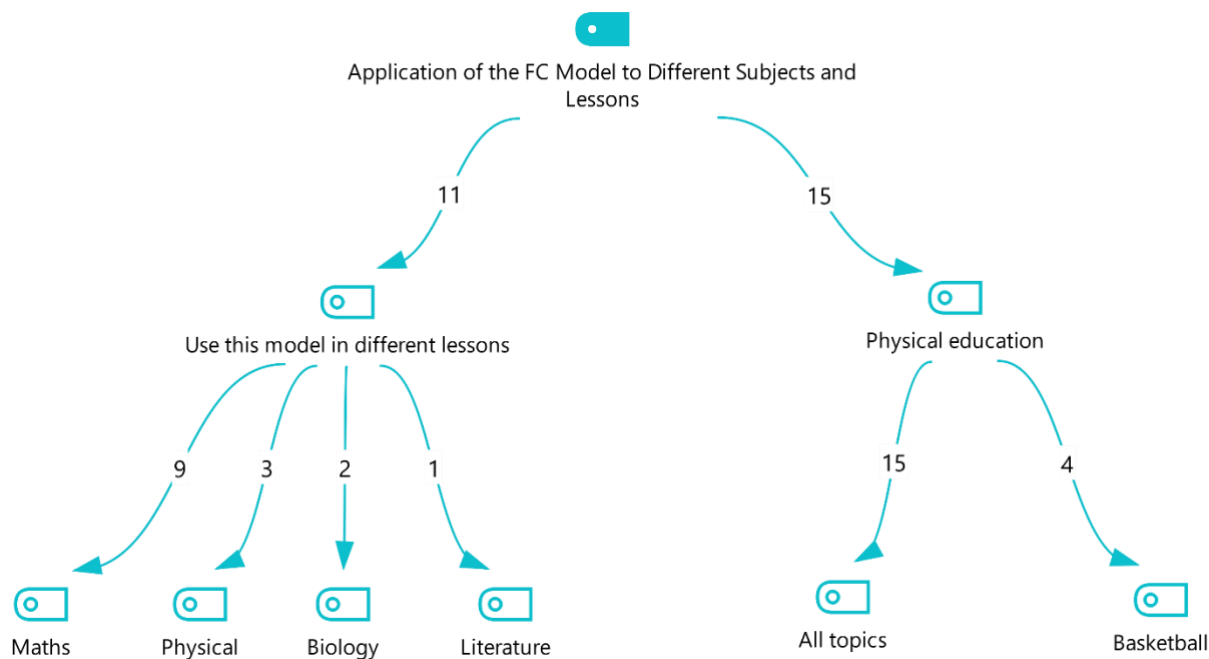 Application of the FC Model to Different Subjects and
Lessons
11
15
Use this model in different lessons
Physical education
9
3
2
1
15
4
Maths
Physical
Biology
Literature
All topics
Basketball